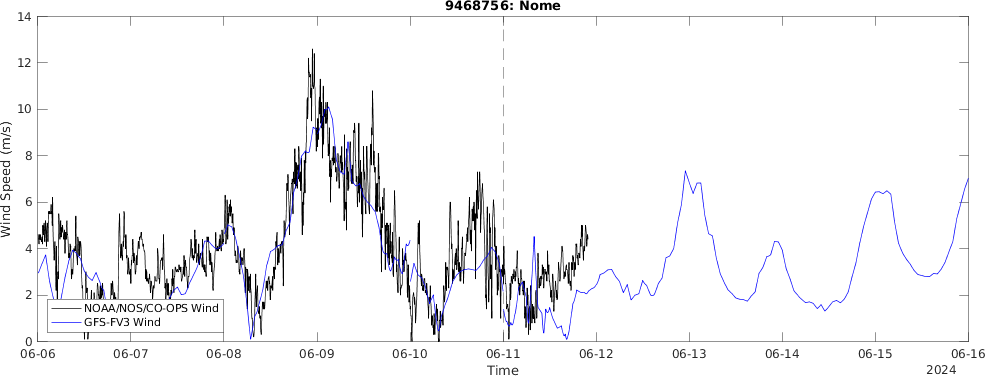 9468756: Nome
14
12
10
8
6
4
2
0
Wind Speed (m/s)
NOAA/NOS/CO-OPS Wind
GFS-FV3 Wind
06-06 06-07 06-08 06-09 06-10 06-11 06-12 06-13 06-14 06-15 06-16
Time
2024